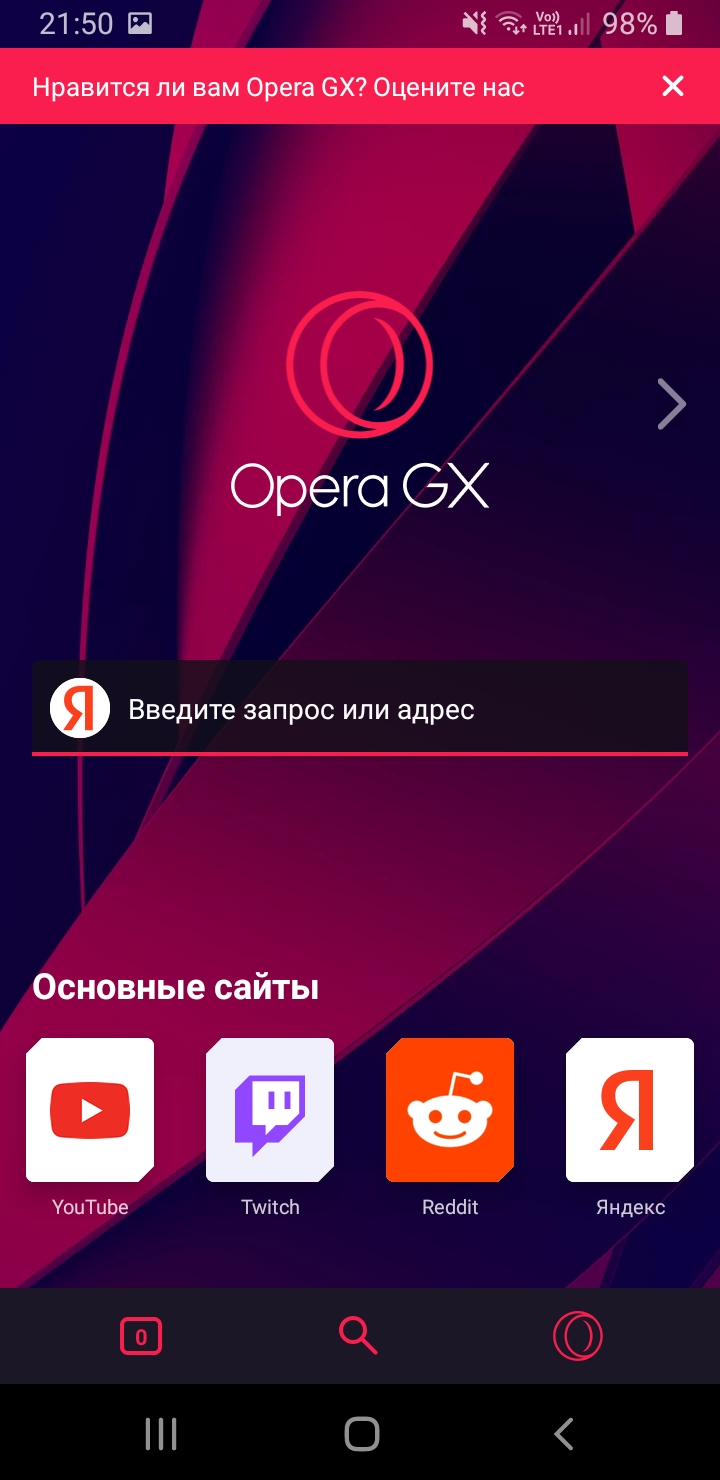 21:50
Vo)) LTE1 98%
Нравится ли вам Opera GX? Оцените нас
Opera GX
Я Введите запрос или адрес
Основные сайты
Я
YouTube Twitch Reddit Яндекс
0